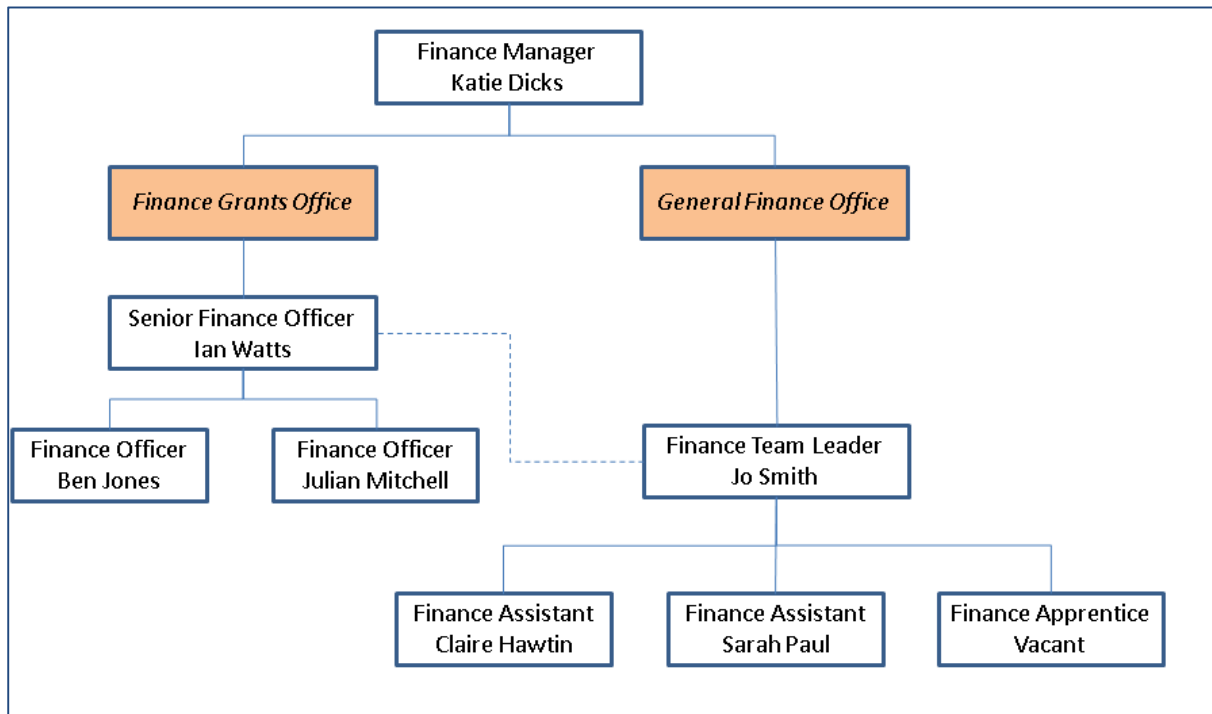 Finance Manager
Katie Dicks
Finance Grants Office
General Finance Office
Senior Finance Officer
Ian Watts
Finance Officer
Ben Jones
Finance Officer
Julian Mitchell
Finance Team Leader
Jo Smith
Finance Assistant
Claire Hawtin
Finance Assistant
Sarah Paul
Finance Apprentice
Vacant